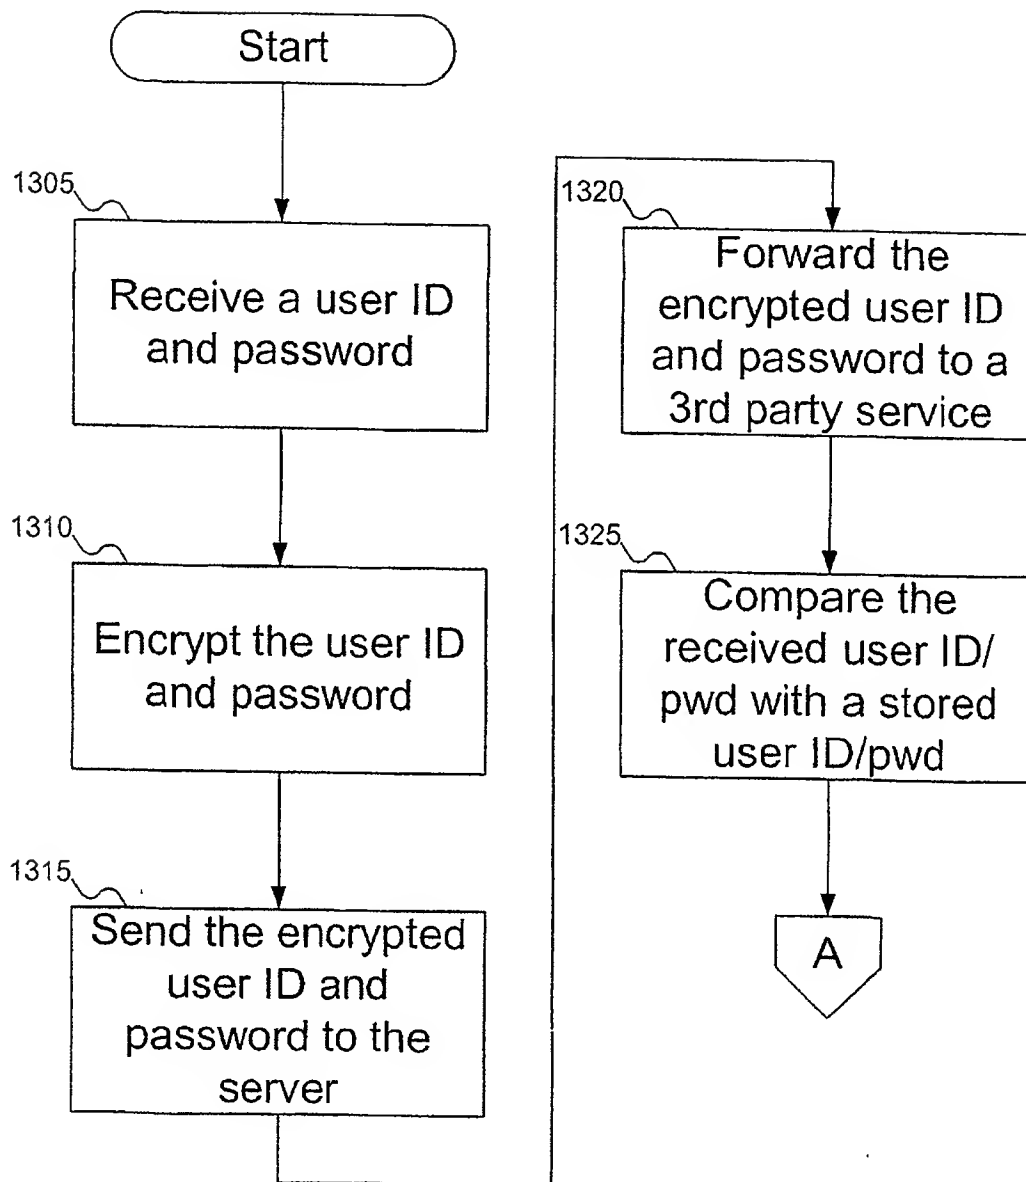 Start
1305
Receive a user ID
and password
1310
Encrypt the user ID
and password
1315
Send the encrypted
user ID and
password to the
server
1320
Forward the
encrypted user ID
and password to a
3rd party service
1325
Compare the
received user ID/
pwd with a stored
user ID/pwd
A